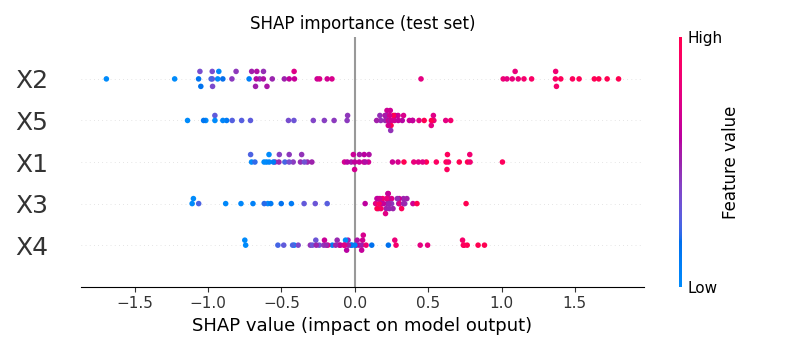 SHAP importance (test set)
High
X2
X5
X1
X3
X4
Feature value
Low
−1.5 −1.0 −0.5 0.0 0.5 1.0 1.5
SHAP value (impact on model output)